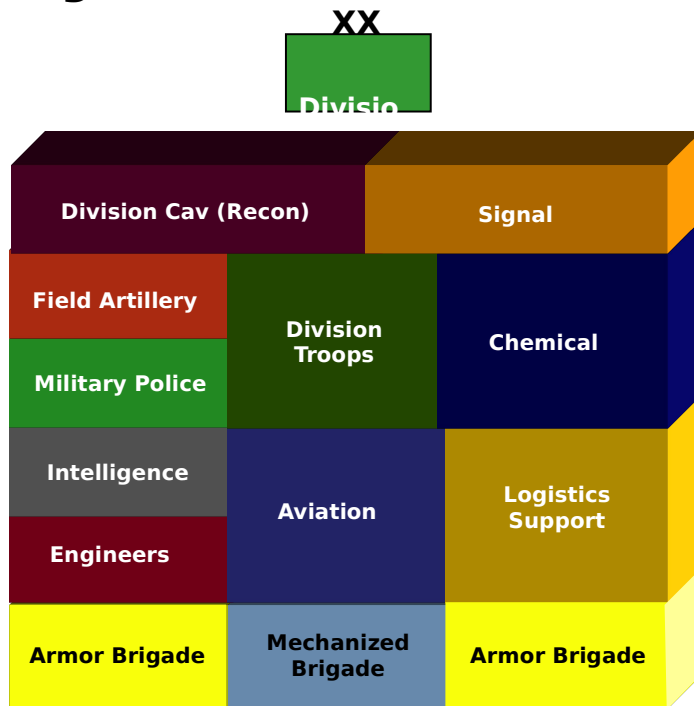 XX
Divisio
Division Cav (Recon)
Signal
Field Artillery
Division
Troops
Chemical
Military Police
Intelligence
Aviation
Logistics
Support
Engineers
Armor Brigade
Mechanized
Brigade
Armor Brigade